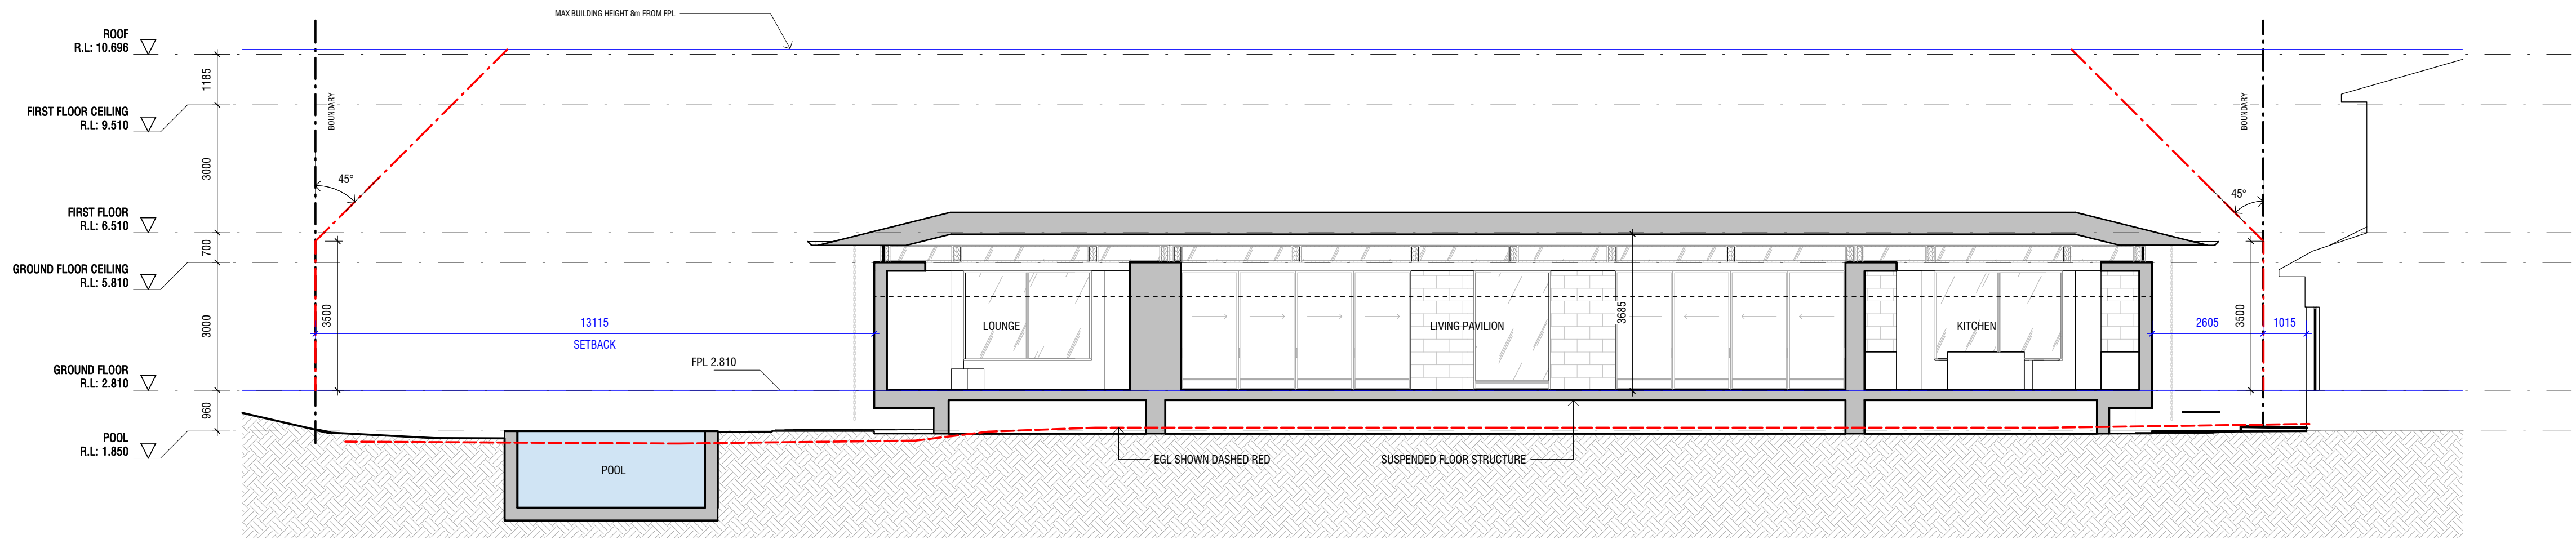 MAX BUILDING HEIGHT 8m FROM FPL
ROOF
R.L: 10.696
1185
FIRST FLOOR CEILING
R.L: 9.510
BOUNDARY
BOUNDARY
3000
45°
45°
FIRST FLOOR
R.L: 6.510
700
GROUND FLOOR CEILING
R.L: 5.810
3000
3500
13115
SETBACK
LOUNGE
LIVING PAVILION
3685
KITCHEN
2605
3500
1015
FPL 2.810
GROUND FLOOR
R.L: 2.810
960
POOL
R.L: 1.850
POOL
EGL SHOWN DASHED RED
SUSPENDED FLOOR STRUCTURE